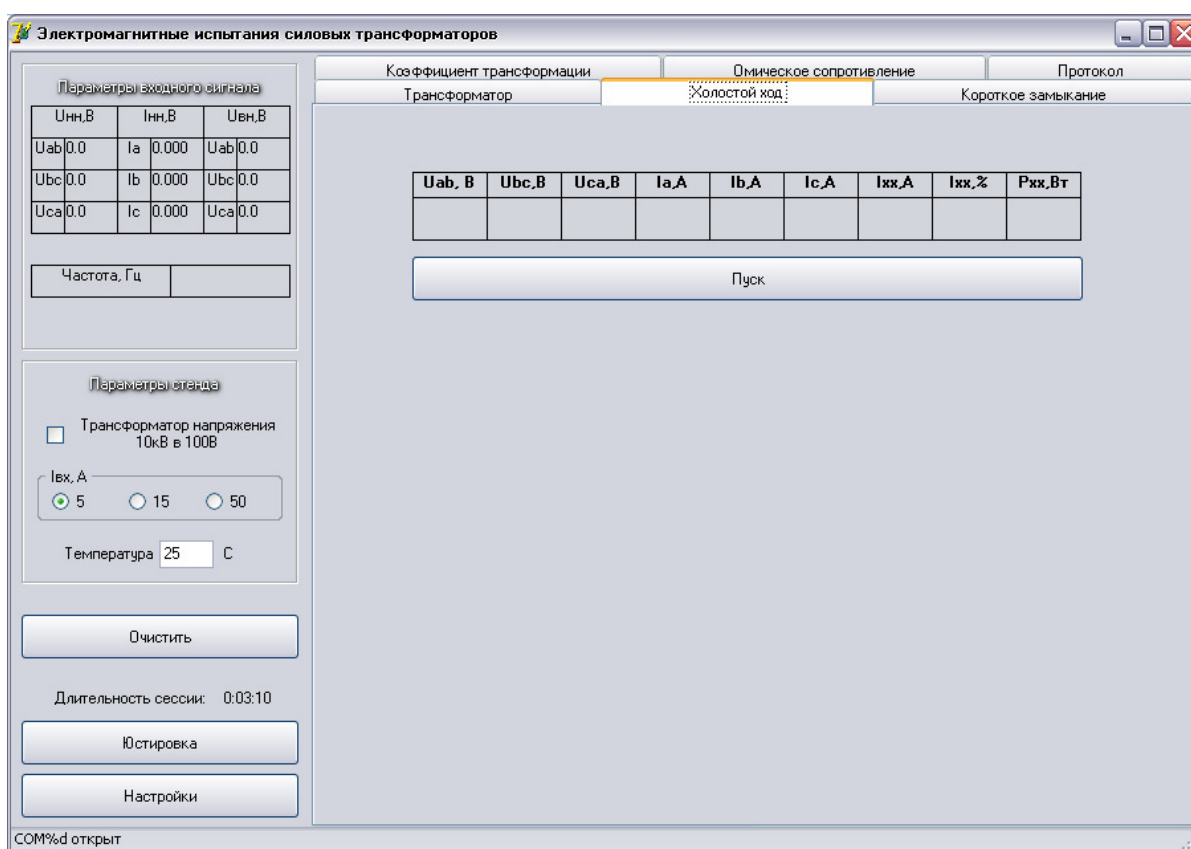 Электромагнитные испытания силовых трансформаторов
Параметры входного сигнала
Uнн,В Iнн,В Uвн,В
Uab 0.0 Ia 0.000 Uab 0.0
Ubc 0.0 Ib 0.000 Ubc 0.0
Uca 0.0 Ic 0.000 Uca 0.0
Частота, Гц
Параметры стенда
Трансформатор напряжения
10кВ в 100В
Iвх, А
5 15 50
Температура 25 С
Очистить
Длительность сессии: 0:03:10
Юстировка
Настройки
Коэффициент трансформации Омическое сопротивление Протокол
Трансформатор Холостой ход Короткое замыкание
Uab, В Ubc,В Uca,В Ia,А Ib,А Ic,А Iхх,А Iхх,% Рхх,Вт
Пуск
COM%d открыт